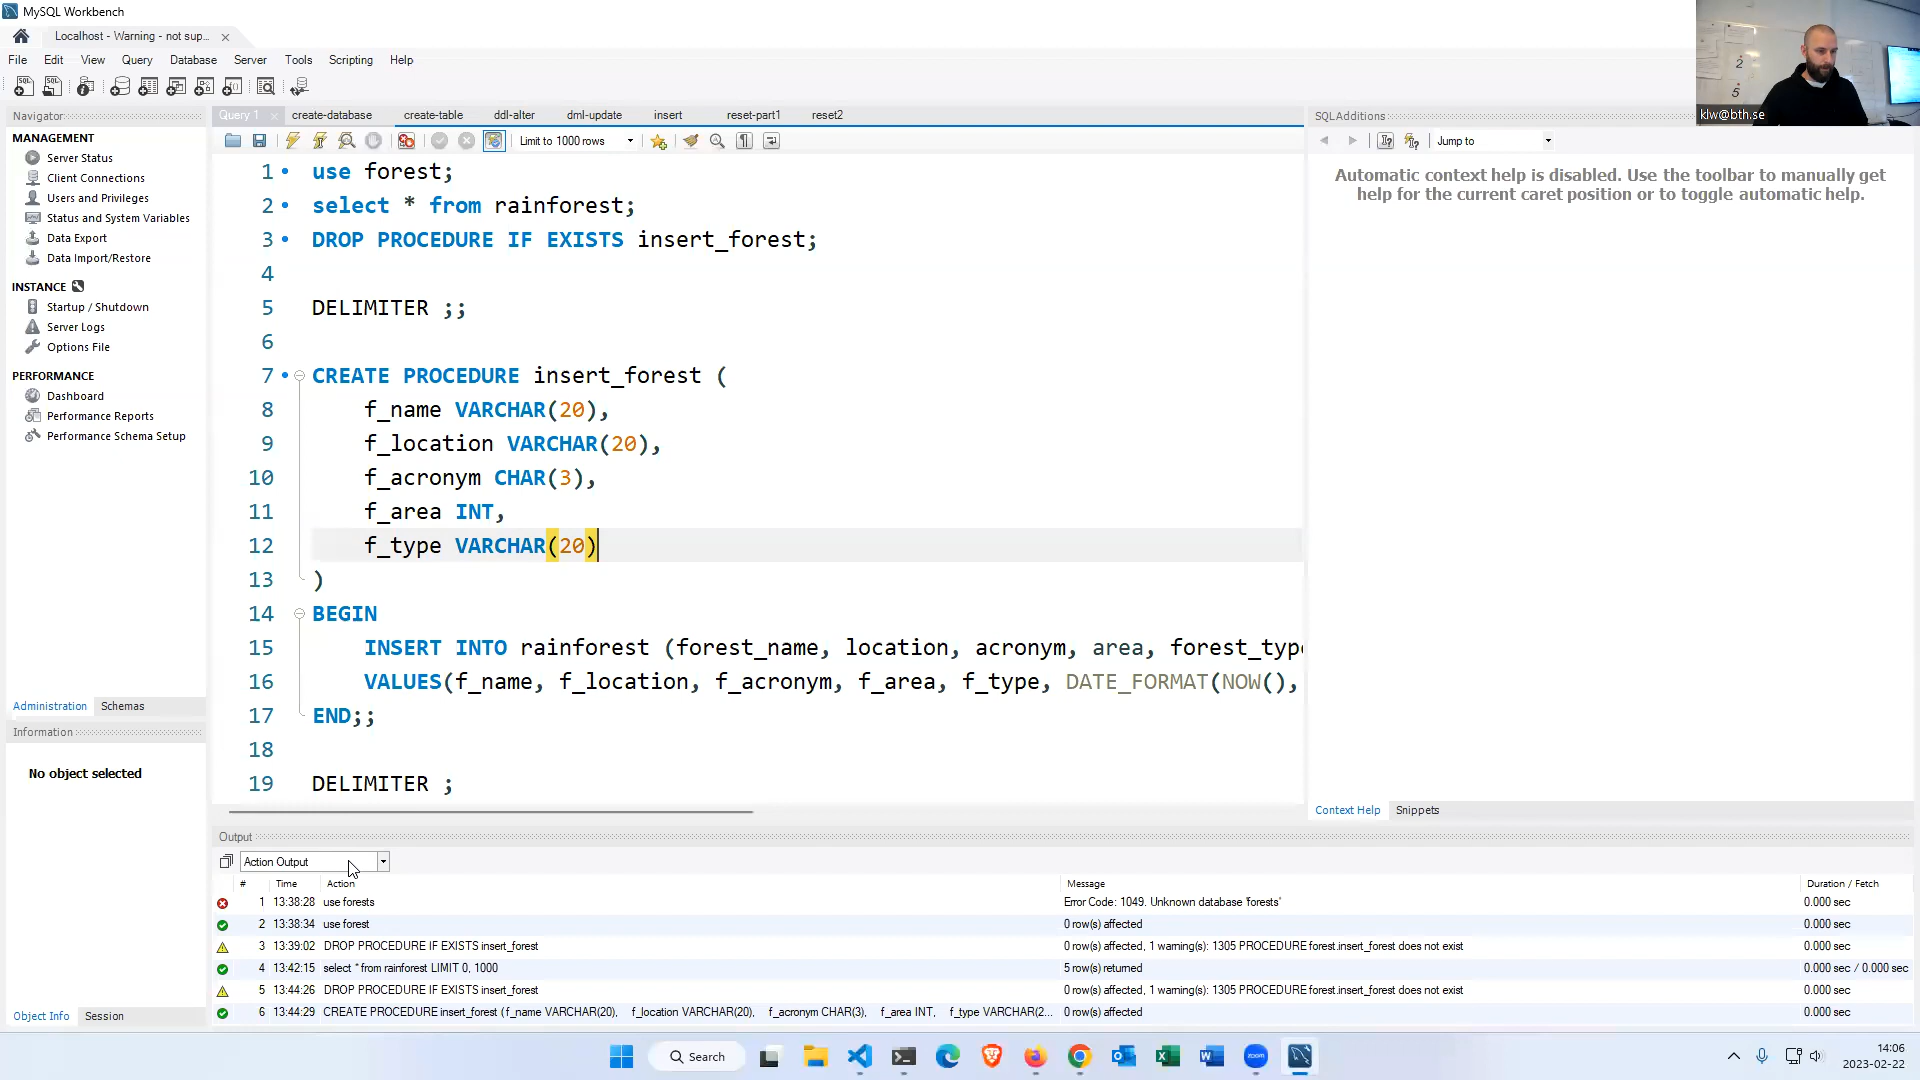 MySQL Workbench
Localhost - Warning - not sup...
File Edit View Query Database Server Tools Scripting Help
Navigator
MANAGEMENT
Server Status
Client Connections
Users and Privileges
Status and System Variables
Data Export
Data Import/Restore
INSTANCE
Startup / Shutdown
Server Logs
Options File
PERFORMANCE
Dashboard
Performance Reports
Performance Schema Setup
Administration Schemas
Information
No object selected
Object Info Session
Query 1 create-database create-table ddl-alter dml-update insert reset-part1 reset2
Limit to 1000 rows
1 use forest;
2 select * from rainforest;
3 DROP PROCEDURE IF EXISTS insert_forest;
4
5 DELIMITER ;;
6
7 CREATE PROCEDURE insert_forest (
8 f_name VARCHAR(20),
9 f_location VARCHAR(20),
10 f_acronym CHAR(3),
11 f_area INT,
12 f_type VARCHAR(20)
13 )
14 BEGIN
15 INSERT INTO rainforest (forest_name, location, acronym, area, forest_type
16 VALUES(f_name, f_location, f_acronym, f_area, f_type, DATE_FORMAT(NOW(),
17 END;;
18
19 DELIMITER ;
SQLAdditions
Jump to
Automatic context help is disabled. Use the toolbar to manually get
help for the current caret position or to toggle automatic help.
Context Help Snippets
2
5
klw@bth.se
Output
Action Output
# Time Action Message Duration / Fetch
1 13:38:28 use forests Error Code: 1049. Unknown database 'forests' 0.000 sec
2 13:38:34 use forest 0 row(s) affected 0.000 sec
3 13:39:02 DROP PROCEDURE IF EXISTS insert_forest 0 row(s) affected, 1 warning(s): 1305 PROCEDURE forest.insert_forest does not exist 0.000 sec
4 13:42:15 select * from rainforest LIMIT 0, 1000 5 row(s) returned 0.000 sec / 0.000 sec
5 13:44:26 DROP PROCEDURE IF EXISTS insert_forest 0 row(s) affected, 1 warning(s): 1305 PROCEDURE forest.insert_forest does not exist 0.000 sec
6 13:44:29 CREATE PROCEDURE insert_forest ( f_name VARCHAR(20), f_location VARCHAR(20), f_acronym CHAR(3), f_area INT, f_type VARCHAR(2... 0 row(s) affected 0.000 sec
Search
zoom
14:06
2023-02-22